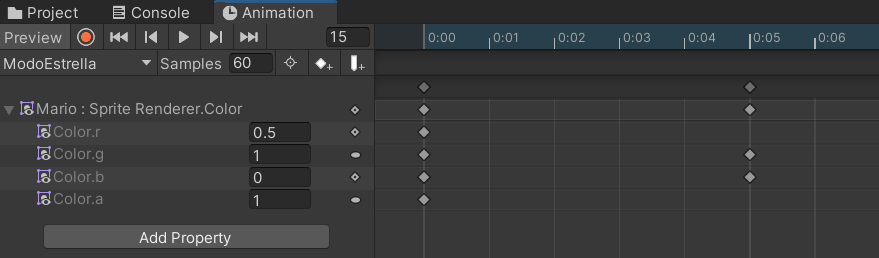 Project Console Animation
Preview 15 0:00 0:01 0:02 0:03 0:04 0:05 0:06
ModoEstrella Samples 60
Mario : Sprite Renderer.Color
Color.r 0.5
Color.g 1
Color.b 0
Color.a 1
Add Property